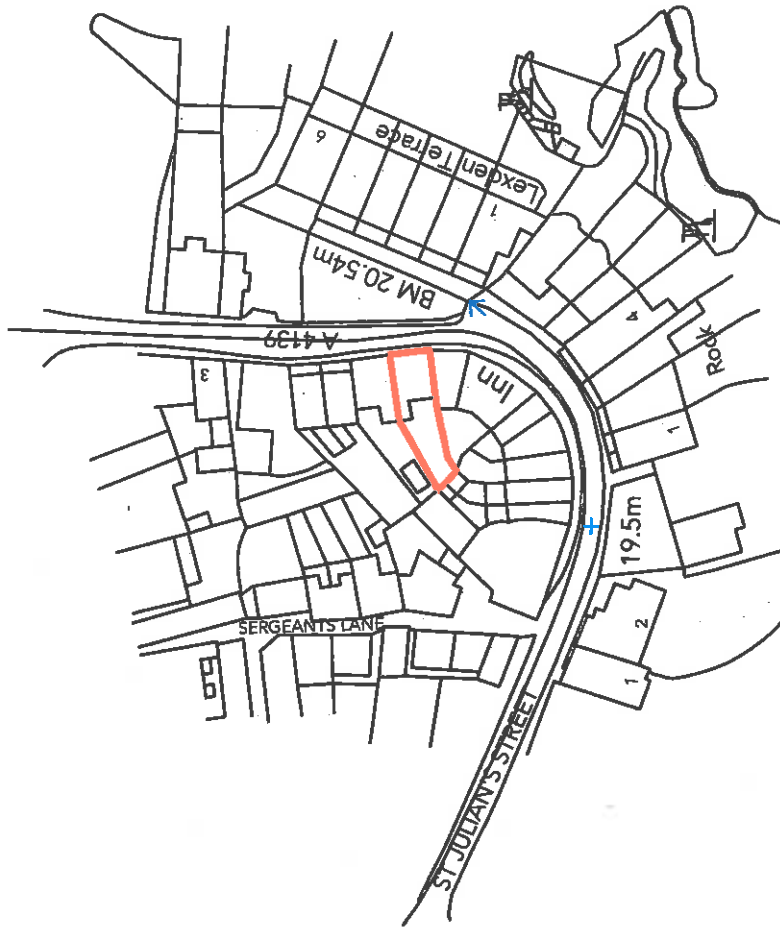 6
Lexden Terrace
1
BM 20.54m
A 4139
3
Inn
4
Rock
1
19.5m
SERGEANTS LANE
2
1
ST JULIAN'S STREET